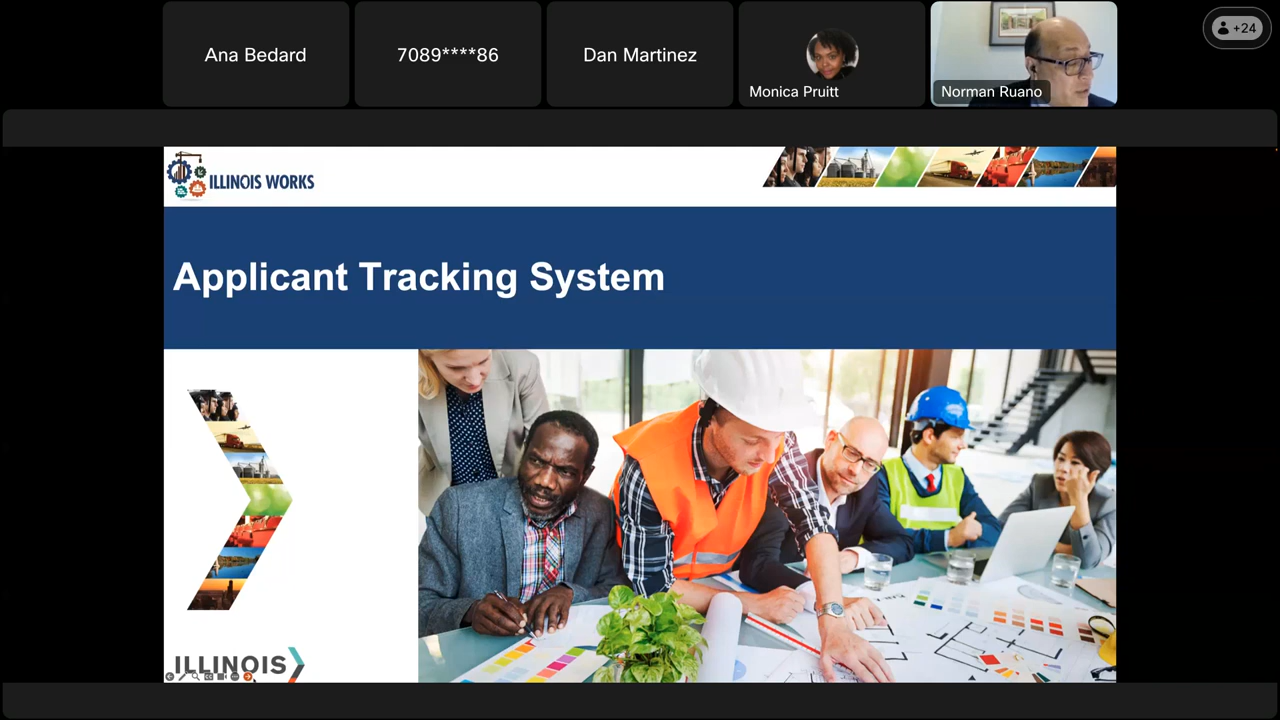 Ana Bedard
7089****86
Dan Martinez
Monica Pruitt
Norman Ruano
+24
ILLINOIS WORKS
Applicant Tracking System
ILLINOIS